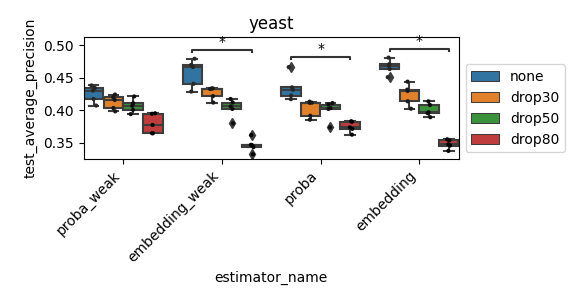 yeast
test_average_precision
0.50
0.45
0.40
0.35
*
*
*
none
drop30
drop50
drop80
proba_weak
embedding_weak
proba
embedding
estimator_name